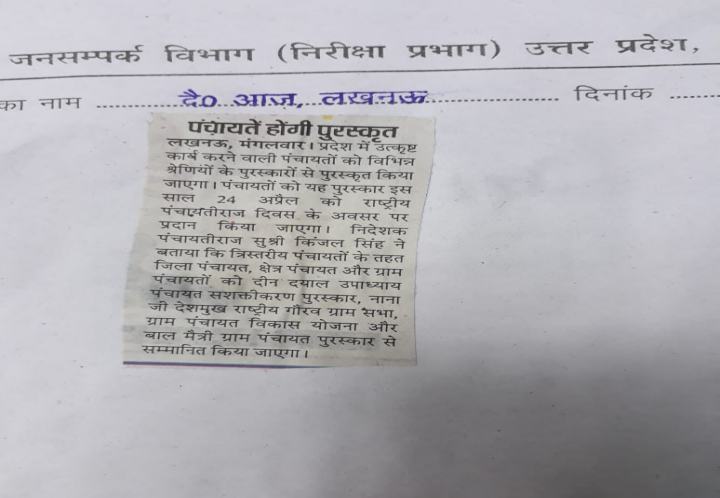 जनसम्पर्क विभाग (निरीक्षा प्रभाग) उत्तर प्रदेश,
का नाम ............दै0 आज, लखनऊ.................... दिनांक ........
पंचायतें होंगी पुरस्कृत
लखनऊ, मंगलवार। प्रदेश में उत्कृष्ट
कार्य करने वाली पंचायतों को विभिन्न
श्रेणियों के पुरस्कारों से पुरस्कृत किया
जाएगा। पंचायतों को यह पुरस्कार इस
साल 24 अप्रैल को राष्ट्रीय
पंचायतीराज दिवस के अवसर पर
प्रदान किया जाएगा। निदेशक
पंचायतीराज सुश्री किंजल सिंह ने
बताया कि त्रिस्तरीय पंचायतों के तहत
जिला पंचायत, क्षेत्र पंचायत और ग्राम
पंचायतों को दीन दयाल उपाध्याय
पंचायत सशक्तीकरण पुरस्कार, नाना
जी देशमुख राष्ट्रीय गौरव ग्राम सभा,
ग्राम पंचायत विकास योजना और
बाल मैत्री ग्राम पंचायत पुरस्कार से
सम्मानित किया जाएगा।